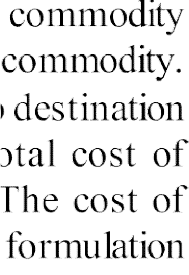 commodity
commodity.
destination
otal cost of
The cost of
formulation